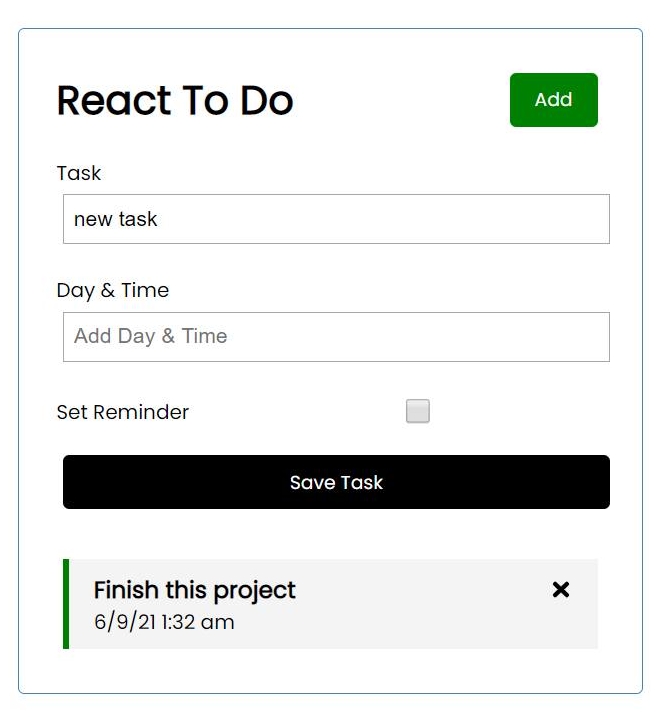 React To Do
Add
Task
new task
Day & Time
Add Day & Time
Set Reminder
Save Task
Finish this project
6/9/21 1:32 am